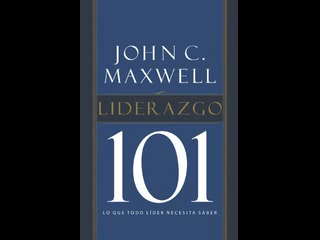 JOHN C.
MAXWELL
LIDERAZGO
101
LO QUE TODO LÍDER NECESITA SABER